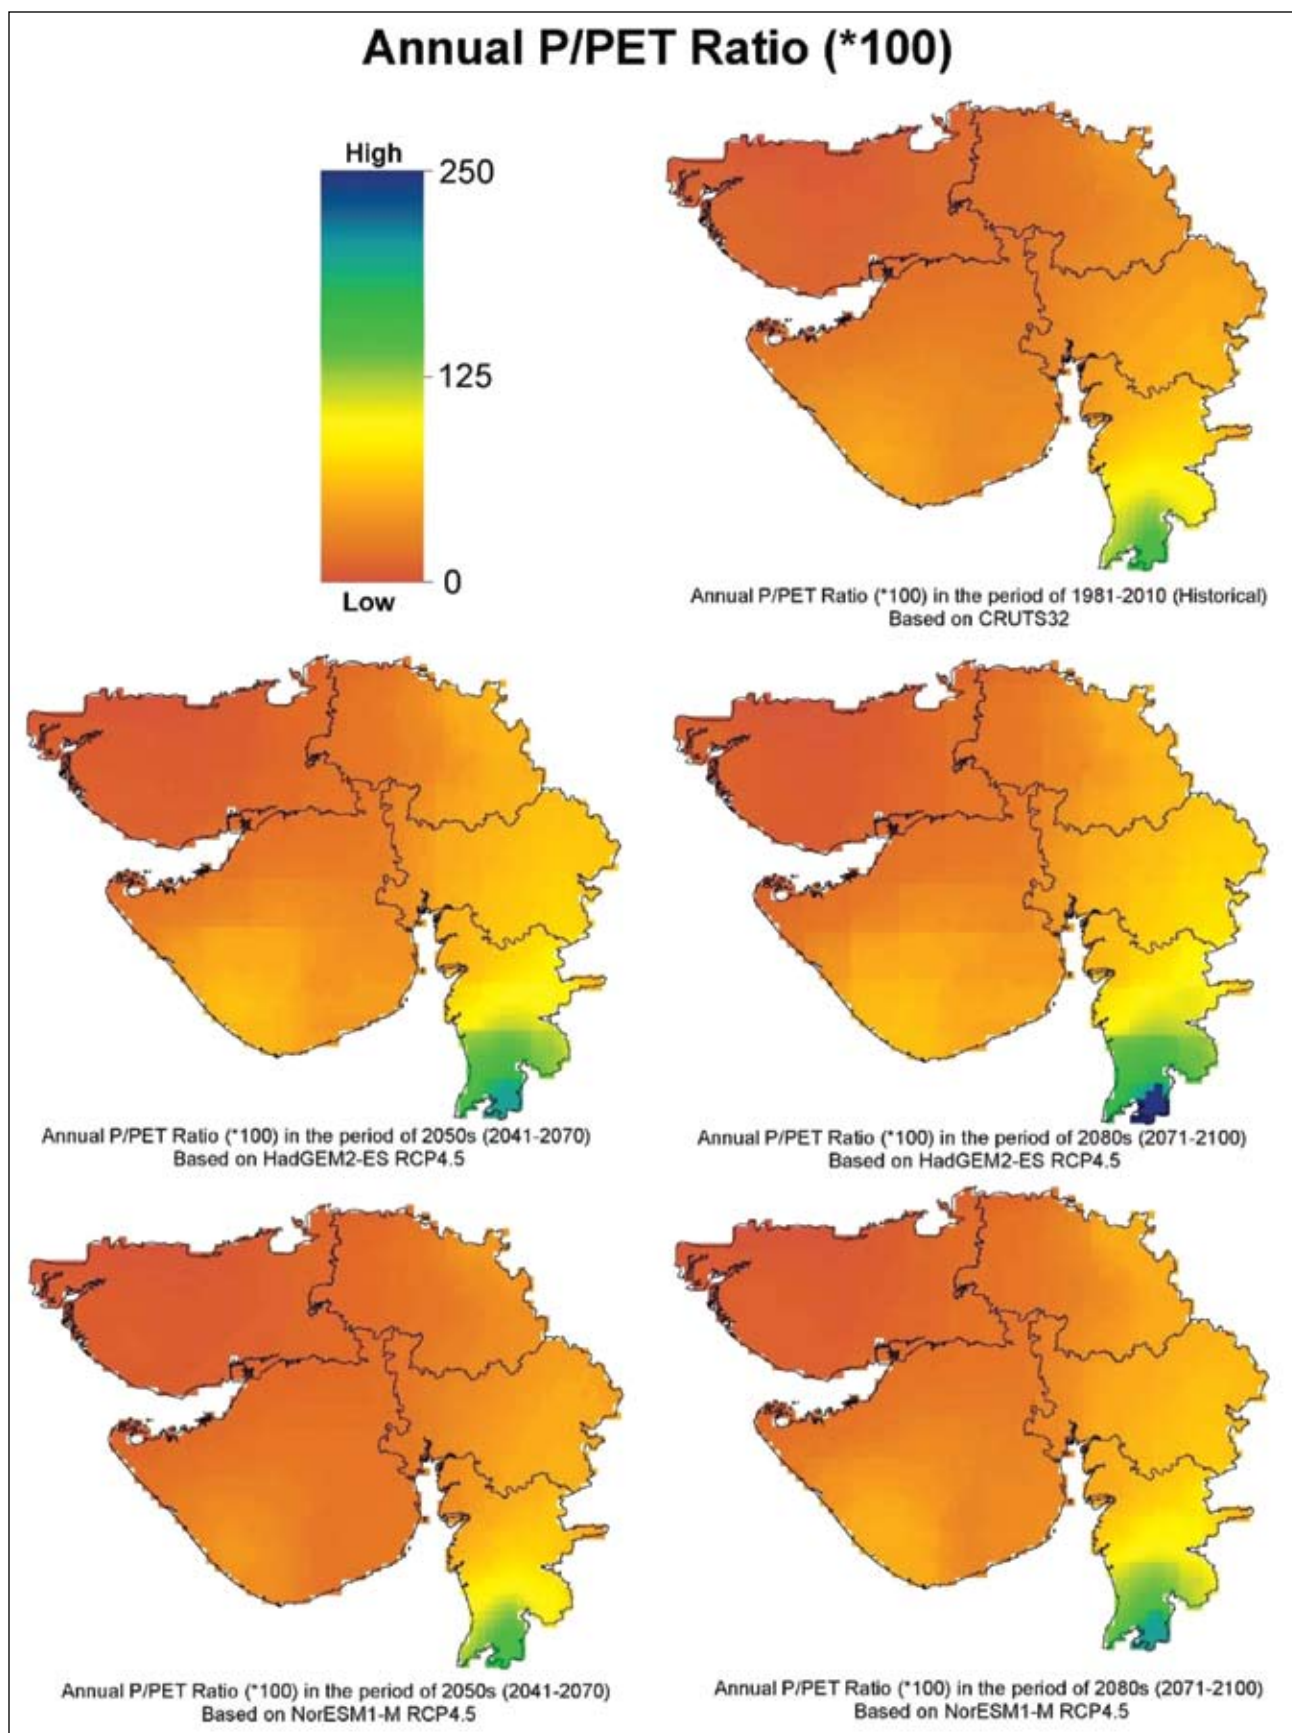 Annual P/PET Ratio (*100)
High
250
125
0
Low
Annual P/PET Ratio (*100) in the period of 1981-2010 (Historical)
Based on CRUTS32
Annual P/PET Ratio (*100) in the period of 2050s (2041-2070)
Based on HadGEM2-ES RCP4.5
Annual P/PET Ratio (*100) in the period of 2080s (2071-2100)
Based on HadGEM2-ES RCP4.5
Annual P/PET Ratio (*100) in the period of 2050s (2041-2070)
Based on NorESM1-M RCP4.5
Annual P/PET Ratio (*100) in the period of 2080s (2071-2100)
Based on NorESM1-M RCP4.5